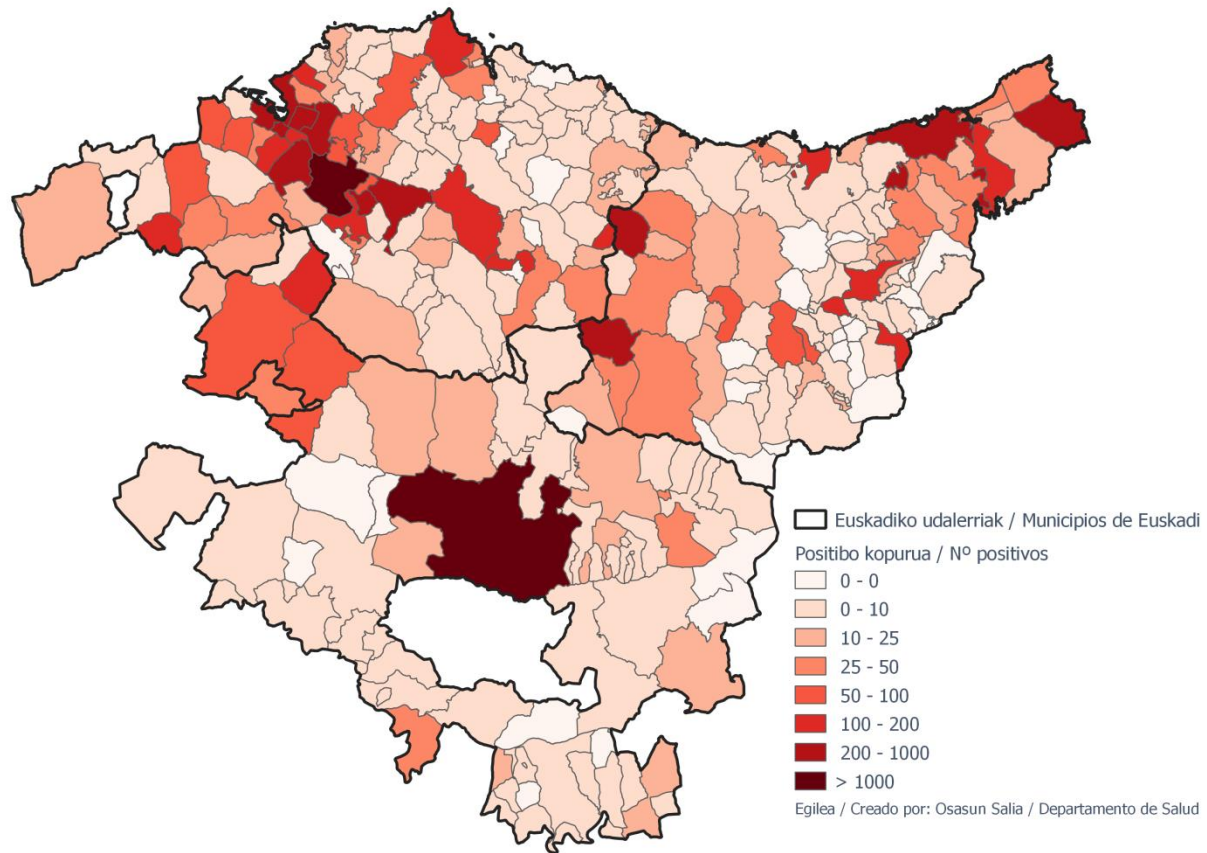 Euskadiko udalerriak / Municipios de Euskadi
Positibo kopurua / Nº positivos
0 - 0
0 - 10
10 - 25
25 - 50
50 - 100
100 - 200
200 - 1000
> 1000
Egilea / Creado por: Osasun Salia / Departamento de Salud